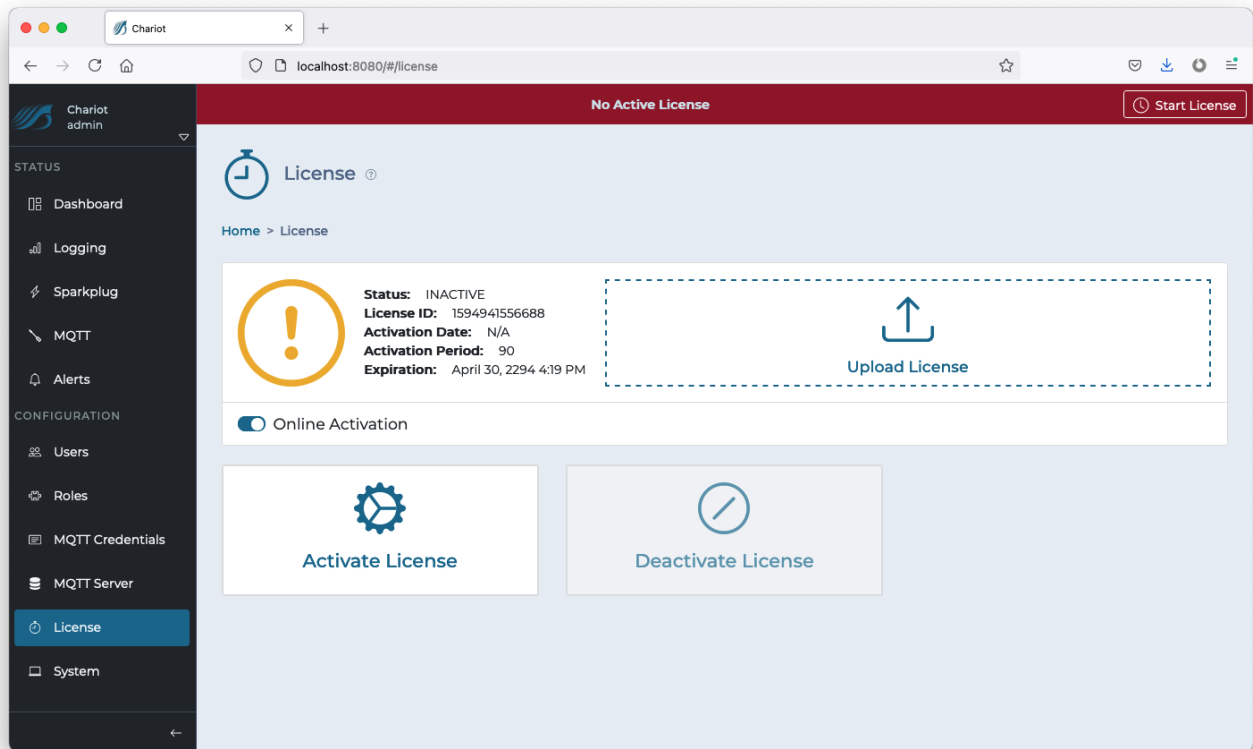 Chariot
localhost:8080/#/license
Chariot
admin
No Active License
Start License
STATUS
Dashboard
Logging
Sparkplug
MQTT
Alerts
CONFIGURATION
Users
Roles
MQTT Credentials
MQTT Server
License
System
License
Home > License
Status: INACTIVE
License ID: 1594941556688
Activation Date: N/A
Activation Period: 90
Expiration: April 30, 2294 4:19 PM
Upload License
Online Activation
Activate License
Deactivate License